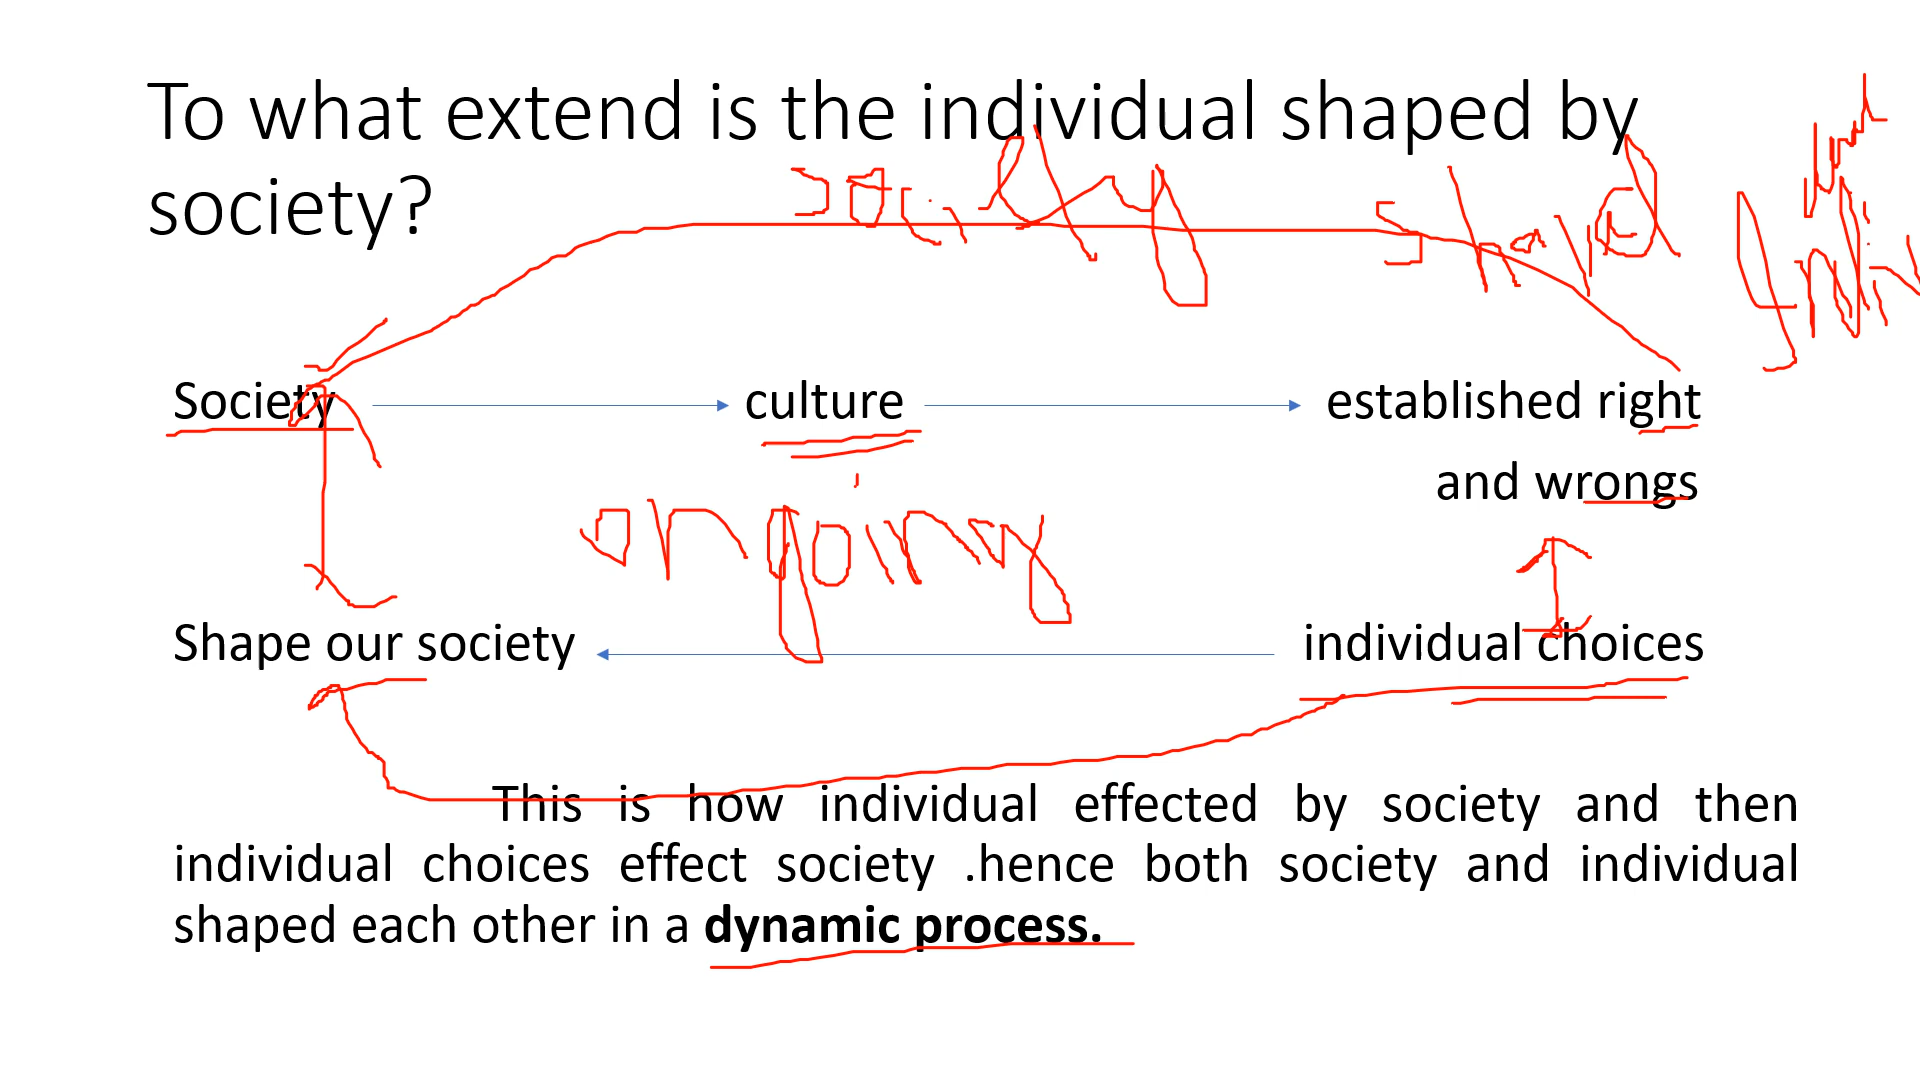 To what extend is the individual shaped by
society?
society shaped
Society culture established right
and wrongs
ongoing
Shape our society individual choices
This is how individual effected by society and then
individual choices effect society .hence both society and individual
shaped each other in a dynamic process.